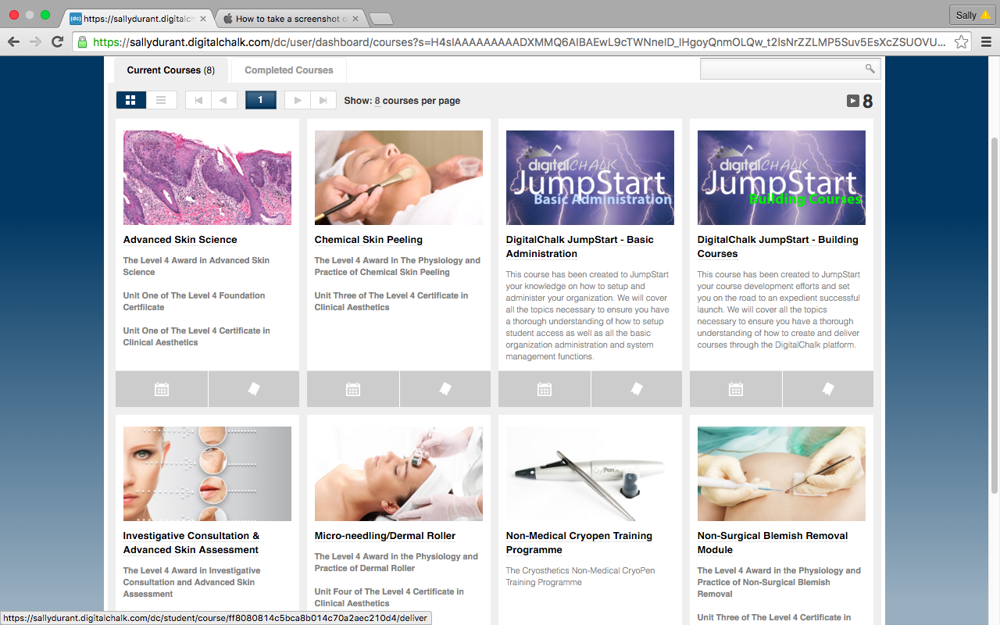 https://sallydurant.digitalch
How to take a screenshot o
Sally
https://sallydurant.digitalchalk.com/dc/user/dashboard/courses?s=H4sIAAAAAAAAADXMMQ6AIBAEwL9cTWNneID_lHgoyQnmOLQw_t2lsNrZZLMP5Suv5EsXcZSUOVU...
Current Courses (8)
Completed Courses
1
Show: 8 courses per page
8
digitalCHALK
JumpStart
Basic Administration
digitalCHALK
JumpStart
Building Courses
Advanced Skin Science
The Level 4 Award in Advanced Skin
Science
Unit One of The Level 4 Foundation
Certfiicate
Unit One of The Level 4 Certificate in
Clinical Aesthetics
Chemical Skin Peeling
The Level 4 Award in The Physiology and
Practice of Chemical Skin Peeling
Unit Three of The Level 4 Certificate in
Clinical Aesthetics
DigitalChalk JumpStart - Basic
Administration
This course has been created to JumpStart
your knowledge on how to setup and
administer your organization. We will cover
all the topics necessary to ensure you have
a thorough understanding of how to setup
student access as well as all the basic
organization administration and system
management functions.
DigitalChalk JumpStart - Building
Courses
This course has been created to JumpStart
your course development efforts and set
you on the road to an expedient successful
launch. We will cover all the topics
necessary to ensure you have a thorough
understanding of how to create and deliver
courses through the DigitalChalk platform.
CryoPen
Investigative Consultation &
Advanced Skin Assessment
The Level 4 Award in Investigative
Consultation and Advanced Skin
Assessment
Micro-needling/Dermal Roller
The Level 4 Award in the Physiology and
Practice of Dermal Roller
Unit Four of The Level 4 Certificate in
Clinical Aesthetics
Non-Medical Cryopen Training
Programme
The Cryosthetics Non-Medical CryoPen
Training Programme
Non-Surgical Blemish Removal
Module
The Level 4 Award in the Physiology and
Practice of Non-Surgical Blemish
Removal
Unit Three of The Level 4 Certificate in
https://sallydurant.digitalchalk.com/dc/student/course/ff8080814c5bca8b014c70a2aec210d4/deliver